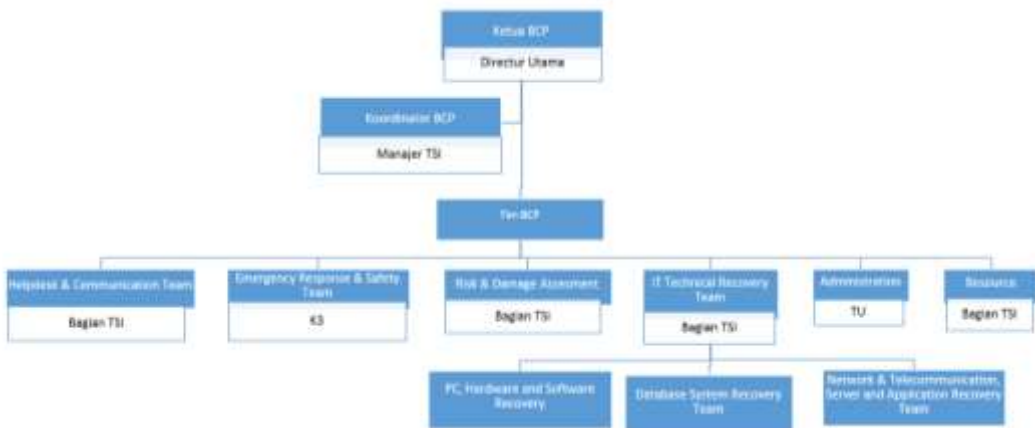 Ketua BCP
Directur Utama
Koordinator BCP
Manajer TSI
Tim BCP
Helpdesk & Communication Team
Bagian TSI
Emergency Response & Safety
Team
K3
Risk & Damage Assesment
Bagian TSI
IT Technical Recovery
Team
Bagian TSI
Administration
TU
Resource
Bagian TSI
PC, Hardware and Software
Recovery
Database System Recovery
Team
Network & Telecommunication,
Server and Application Recovery
Team